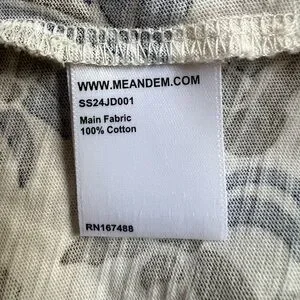 WWW.MEANDEM.COM
SS24JD001
Main Fabric
100% Cotton
RN167488